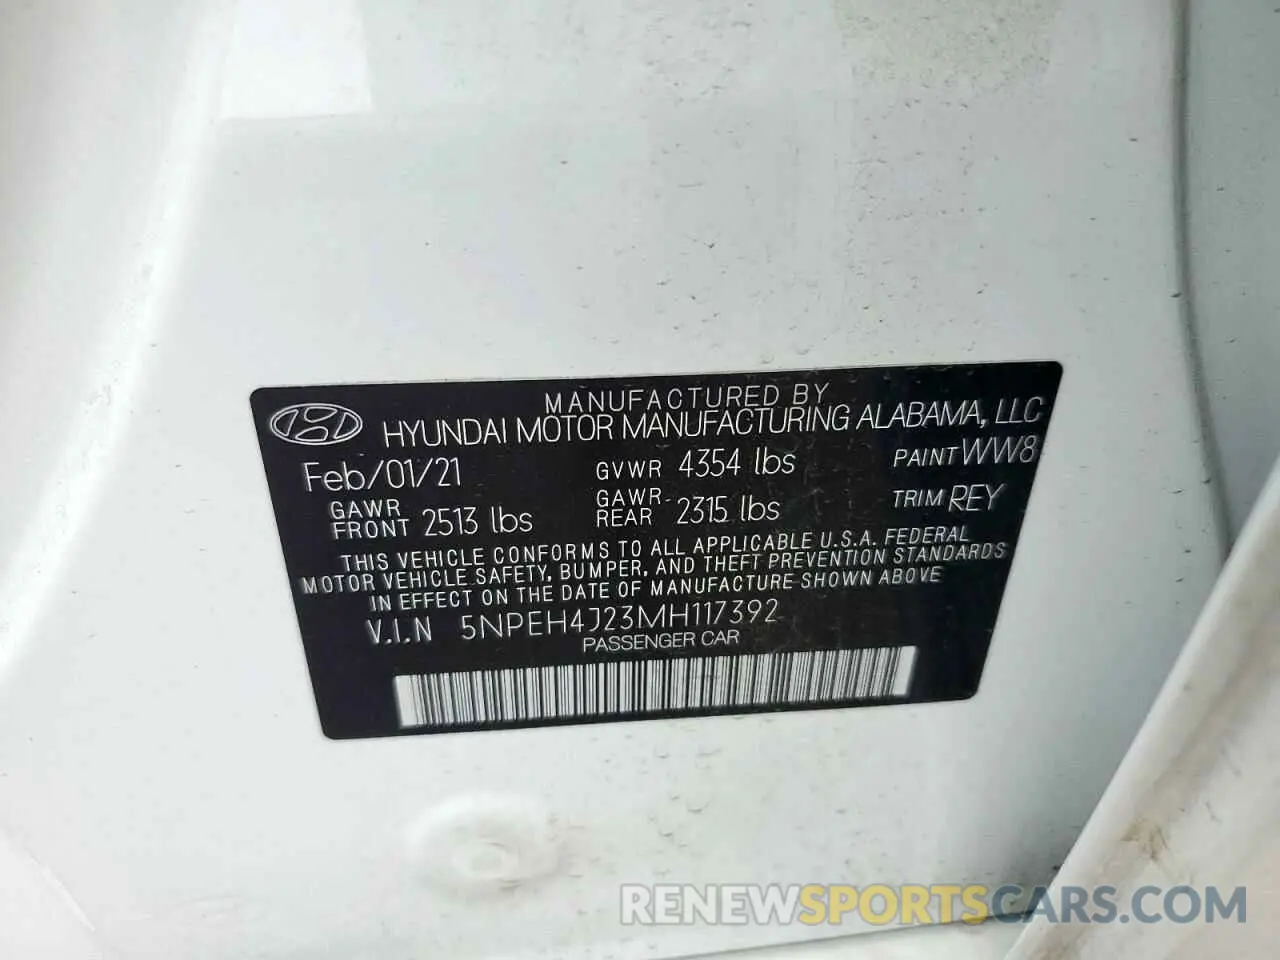 MANUFACTURED BY
HYUNDAI MOTOR MANUFACTURING ALABAMA, LLC
Feb/01/21 GVWR 4354 lbs PAINT WW8
GAWR FRONT 2513 lbs GAWR REAR 2315 lbs TRIM REY
THIS VEHICLE CONFORMS TO ALL APPLICABLE U.S.A. FEDERAL
MOTOR VEHICLE SAFETY, BUMPER, AND THEFT PREVENTION STANDARDS
IN EFFECT ON THE DATE OF MANUFACTURE SHOWN ABOVE
V.I.N 5NPEH4J23MH117392
PASSENGER CAR
RENEWSPORTSCARS.COM